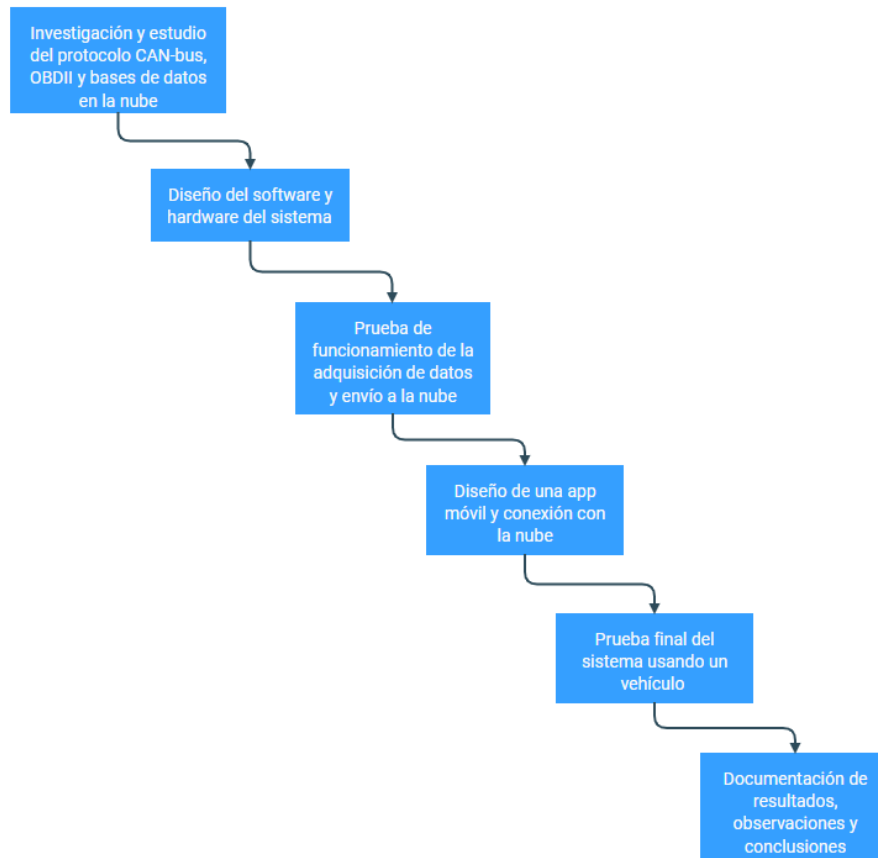 Investigación y estudio
del protocolo CAN-bus,
OBDII y bases de datos
en la nube
Diseño del software y
hardware del sistema
Prueba de
funcionamiento de la
adquisición de datos
y envío a la nube
Diseño de una app
móvil y conexión con
la nube
Prueba final del
sistema usando un
vehículo
Documentación de
resultados,
observaciones y
conclusiones